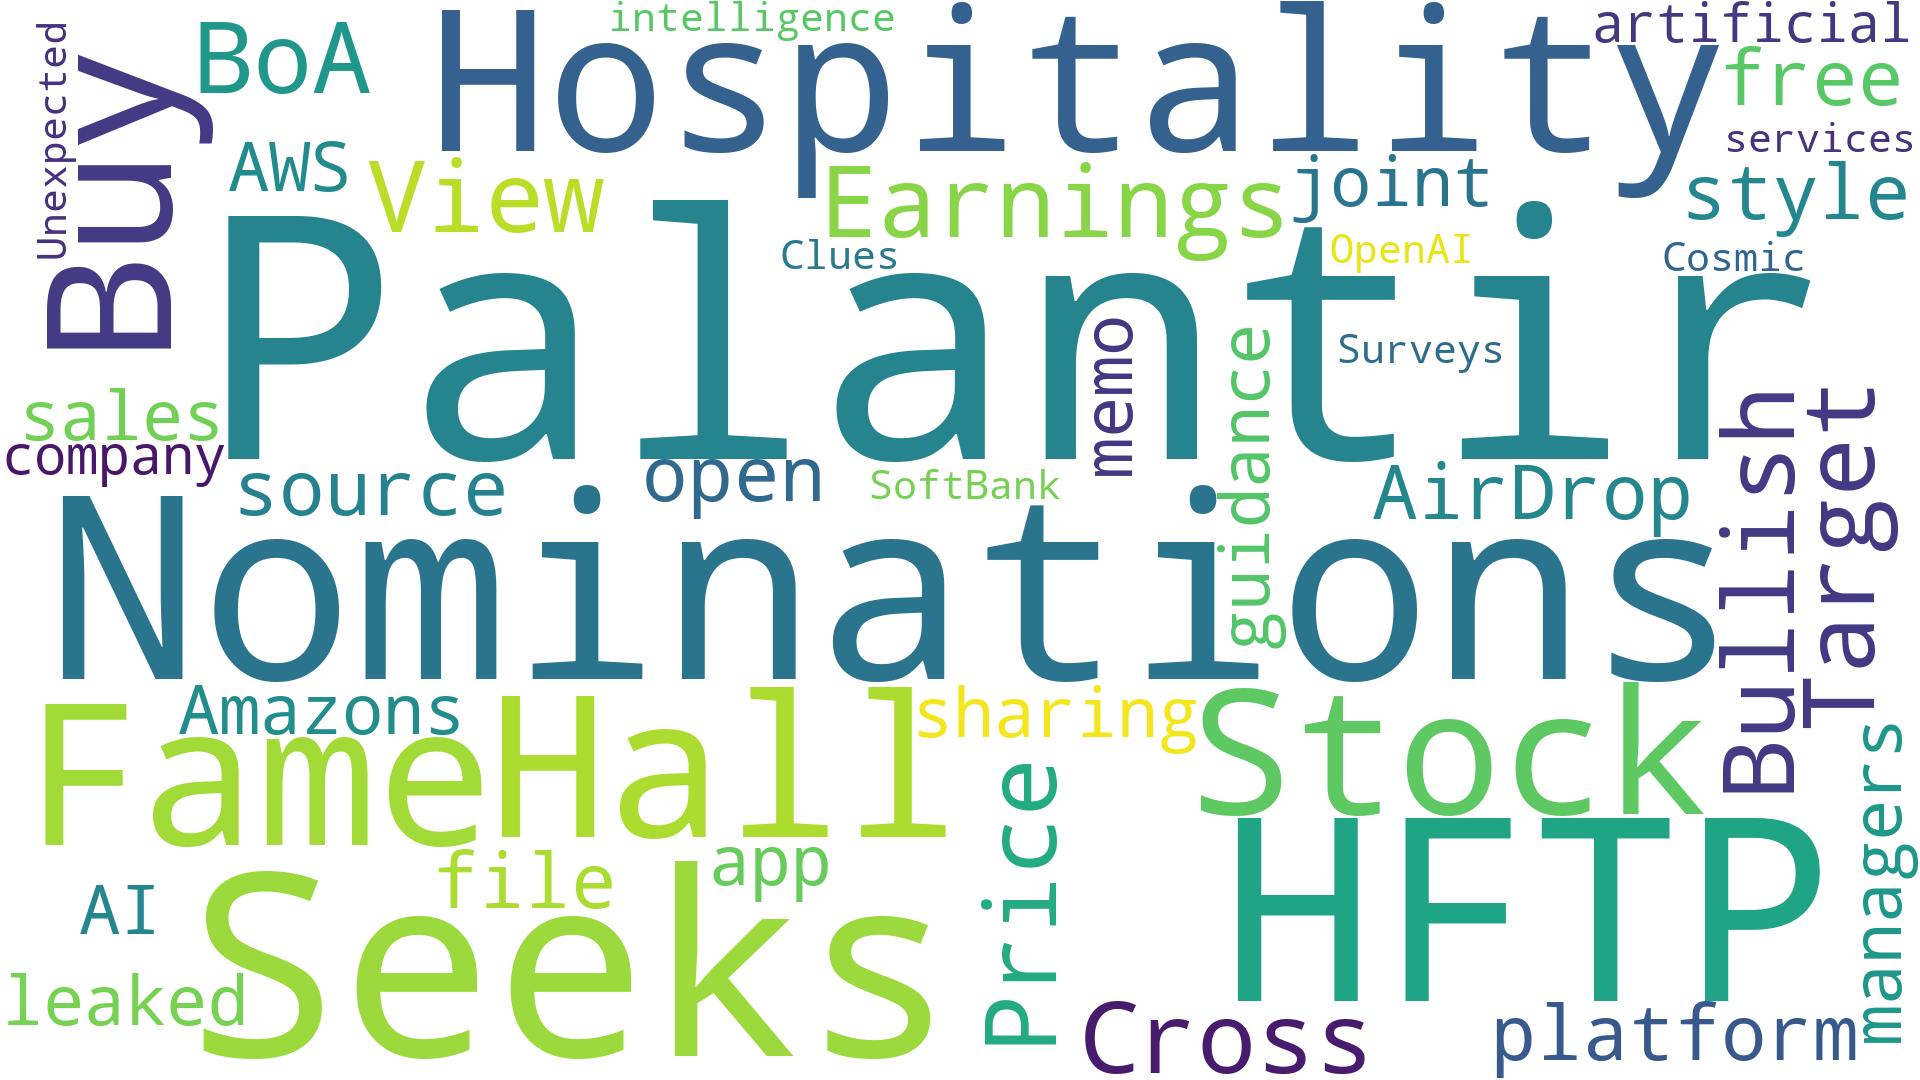 intelligence
artificial
Unexpected
Buy
BoA
Hospitality
free
services
AWS
View
Earnings
joint
style
Clues
OpenAI
Cosmic
Palantir
memo
guidance
Surveys
sales
company
source
open
SoftBank
AirDrop
Bullish
Target
Nominations
Amazons
sharing
Fame
Hall
Stock
managers
Price
file
app
HFTP
AI
Seeks
leaked
Cross
platform